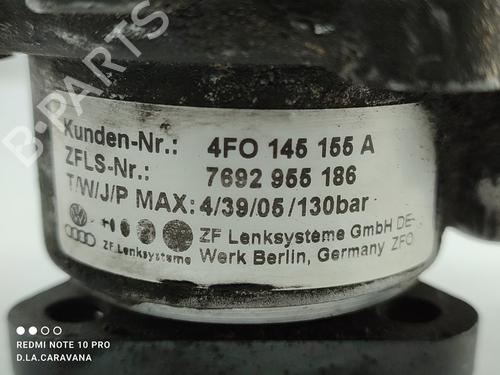 B-PARTS
Kunden-Nr.: 4FO 145 155 A
ZFLS-Nr.: 7692 955 186
T/W/J/P MAX: 4/39/05/130bar
ZF Lenksysteme GmbH DE-
ZF Lenksysteme Werk Berlin, Germany ZFO
REDMI NOTE 10 PRO
D.LA.CARAVANA